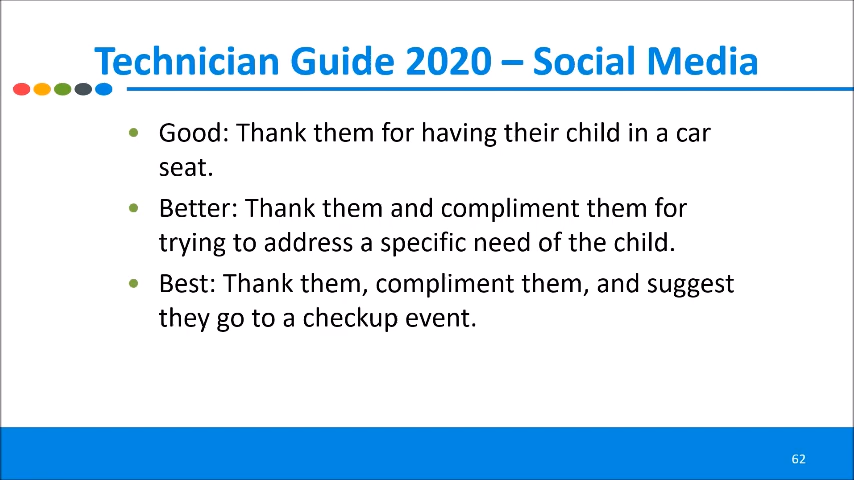 Technician Guide 2020 – Social Media
• Good: Thank them for having their child in a car
seat.
• Better: Thank them and compliment them for
trying to address a specific need of the child.
• Best: Thank them, compliment them, and suggest
they go to a checkup event.
62